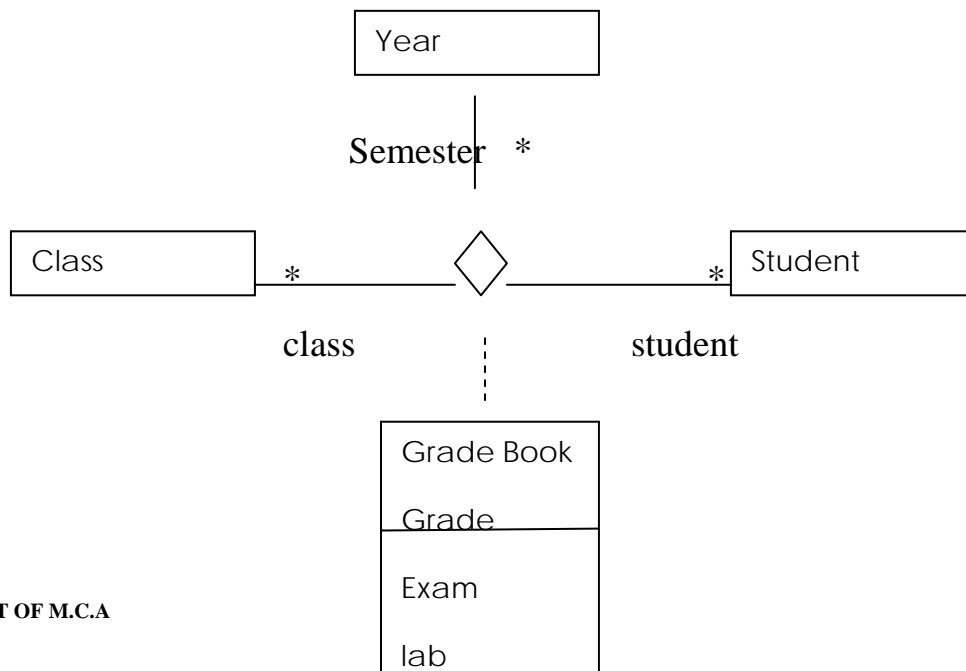 Year
Semester *
Class
*
*
Student
class
student
Grade Book
Grade
Exam
T OF M.C.A
lab